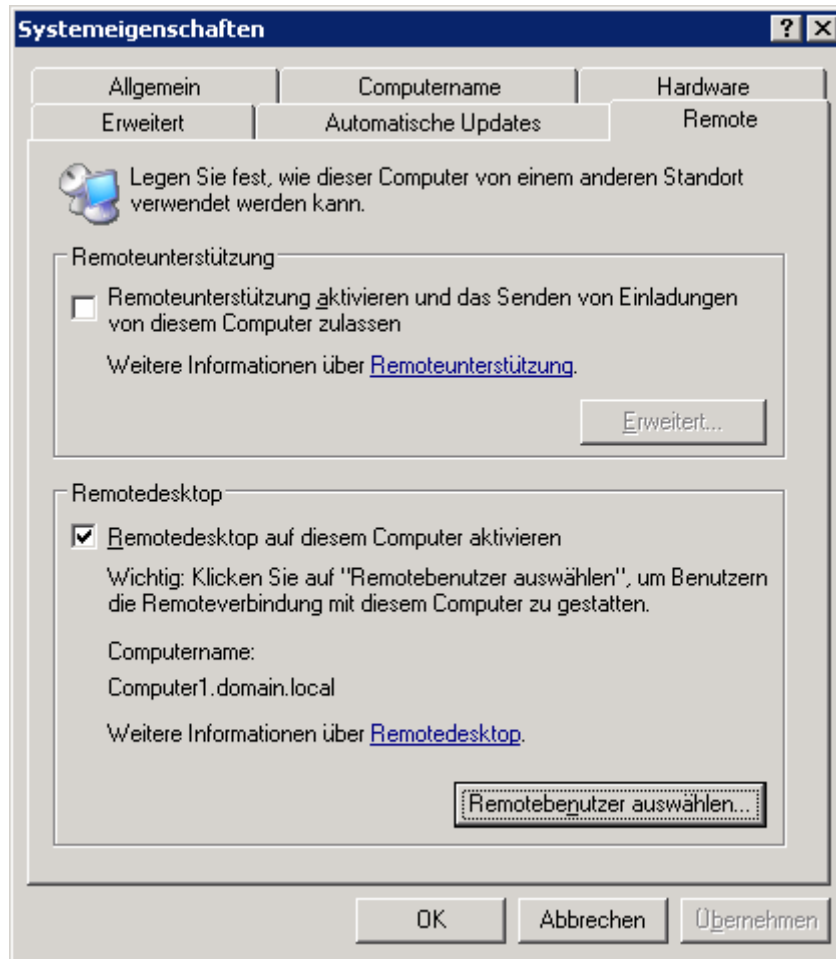 Systemeigenschaften
Allgemein Computername Hardware
Erweitert Automatische Updates Remote
Legen Sie fest, wie dieser Computer von einem anderen Standort
verwendet werden kann.
Remoteunterstützung
Remoteunterstützung aktivieren und das Senden von Einladungen
von diesem Computer zulassen
Weitere Informationen über Remoteunterstützung.
Erweitert...
Remotedesktop
Remotedesktop auf diesem Computer aktivieren
Wichtig: Klicken Sie auf "Remotebenutzer auswählen", um Benutzern
die Remoteverbindung mit diesem Computer zu gestatten.
Computername:
Computer1.domain.local
Weitere Informationen über Remotedesktop.
Remotebenutzer auswählen...
OK Abbrechen Übernehmen